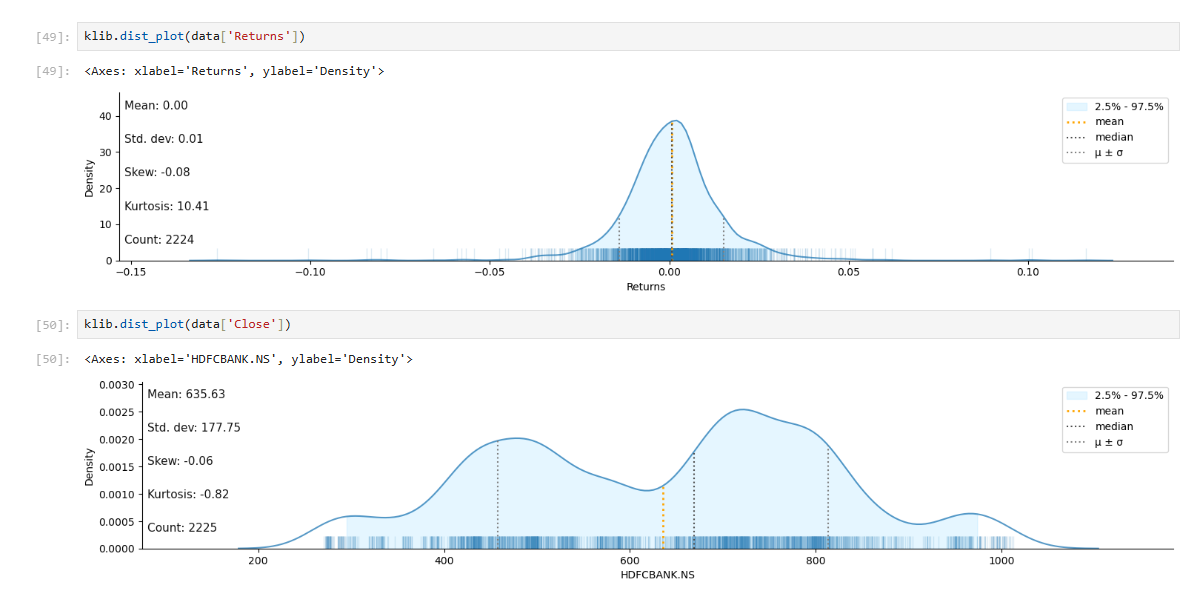 [49]: klib.dist_plot(data['Returns'])
[49]: <Axes: xlabel='Returns', ylabel='Density'>
Mean: 0.00
Std. dev: 0.01
Skew: -0.08
Kurtosis: 10.41
Count: 2224
2.5% - 97.5%
mean
median
μ ± σ
Density
40
30
20
10
0
−0.15 −0.10 −0.05 0.00 0.05 0.10
Returns
[50]: klib.dist_plot(data['Close'])
[50]: <Axes: xlabel='HDFCBANK.NS', ylabel='Density'>
Mean: 635.63
Std. dev: 177.75
Skew: -0.06
Kurtosis: -0.82
Count: 2225
2.5% - 97.5%
mean
median
μ ± σ
Density
0.0030
0.0025
0.0020
0.0015
0.0010
0.0005
0.0000
200 400 600 800 1000
HDFCBANK.NS